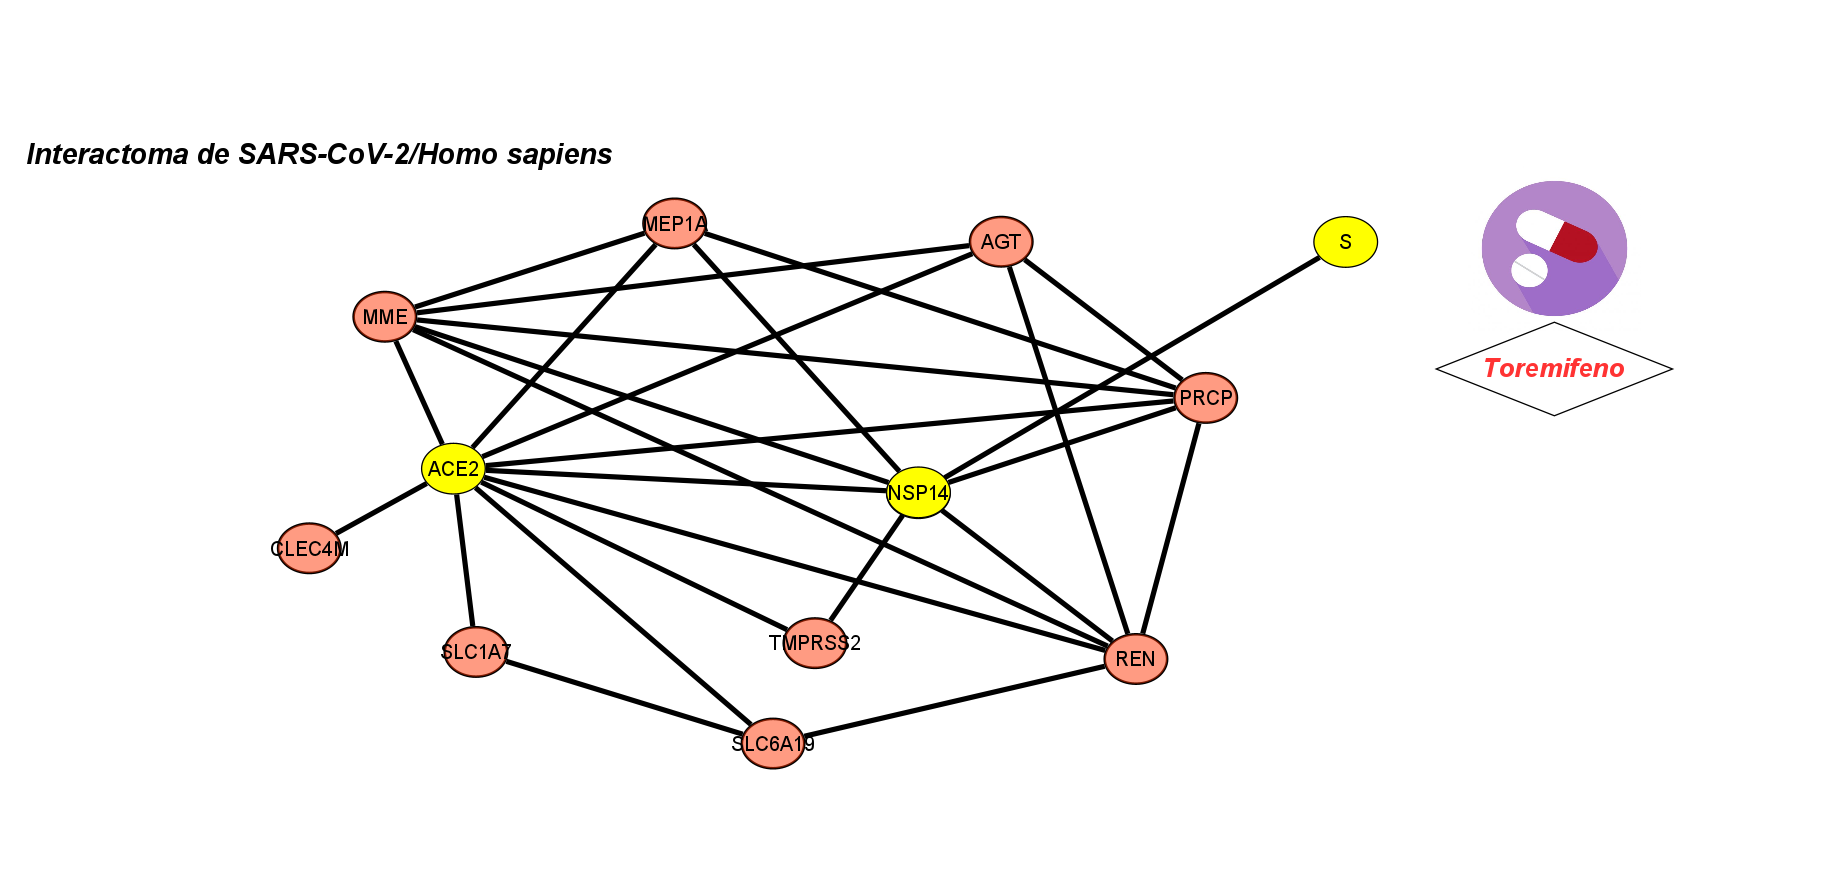 Interactoma de SARS-CoV-2/Homo sapiens
MEP1A
AGT
S
MME
Toremifeno
PRCP
ACE2
NSP14
CLEC4M
TMPRSS2
SLC1A7
REN
SLC6A19